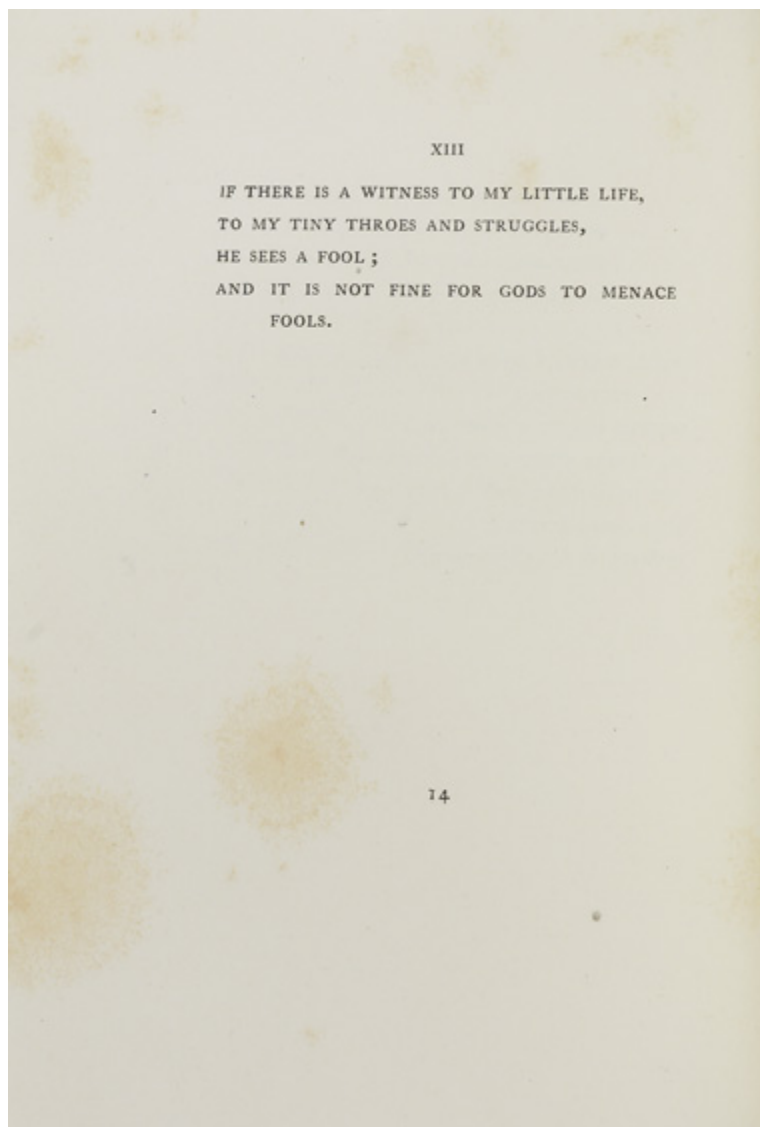 XIII
IF THERE IS A WITNESS TO MY LITTLE LIFE,
TO MY TINY THROES AND STRUGGLES,
HE SEES A FOOL ;
AND IT IS NOT FINE FOR GODS TO MENACE
FOOLS.
14